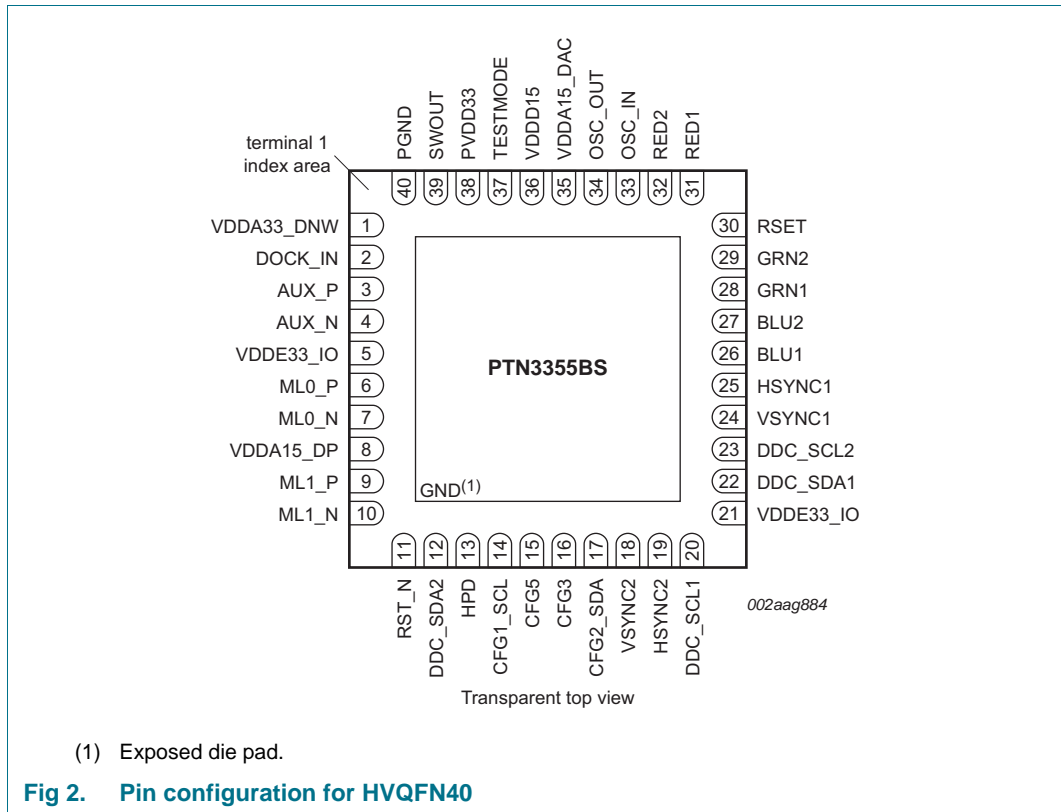 PGND
SWOUT
PVDD33
TESTMODE
VDDD15
VDDA15_DAC
OSC_OUT
OSC_IN
RED2
RED1
terminal 1
index area
40
39
38
37
36
35
34
33
32
31
VDDA33_DNW 1
DOCK_IN 2
AUX_P 3
AUX_N 4
VDDE33_IO 5
ML0_P 6
ML0_N 7
VDDA15_DP 8
ML1_P 9
ML1_N 10
PTN3355BS
GND(1)
30 RSET
29 GRN2
28 GRN1
27 BLU2
26 BLU1
25 HSYNC1
24 VSYNC1
23 DDC_SCL2
22 DDC_SDA1
21 VDDE33_IO
11
12
13
14
15
16
17
18
19
20
RST_N
DDC_SDA2
HPD
CFG1_SCL
CFG5
CFG3
CFG2_SDA
VSYNC2
HSYNC2
DDC_SCL1
002aag884
Transparent top view
(1) Exposed die pad.
Fig 2. Pin configuration for HVQFN40